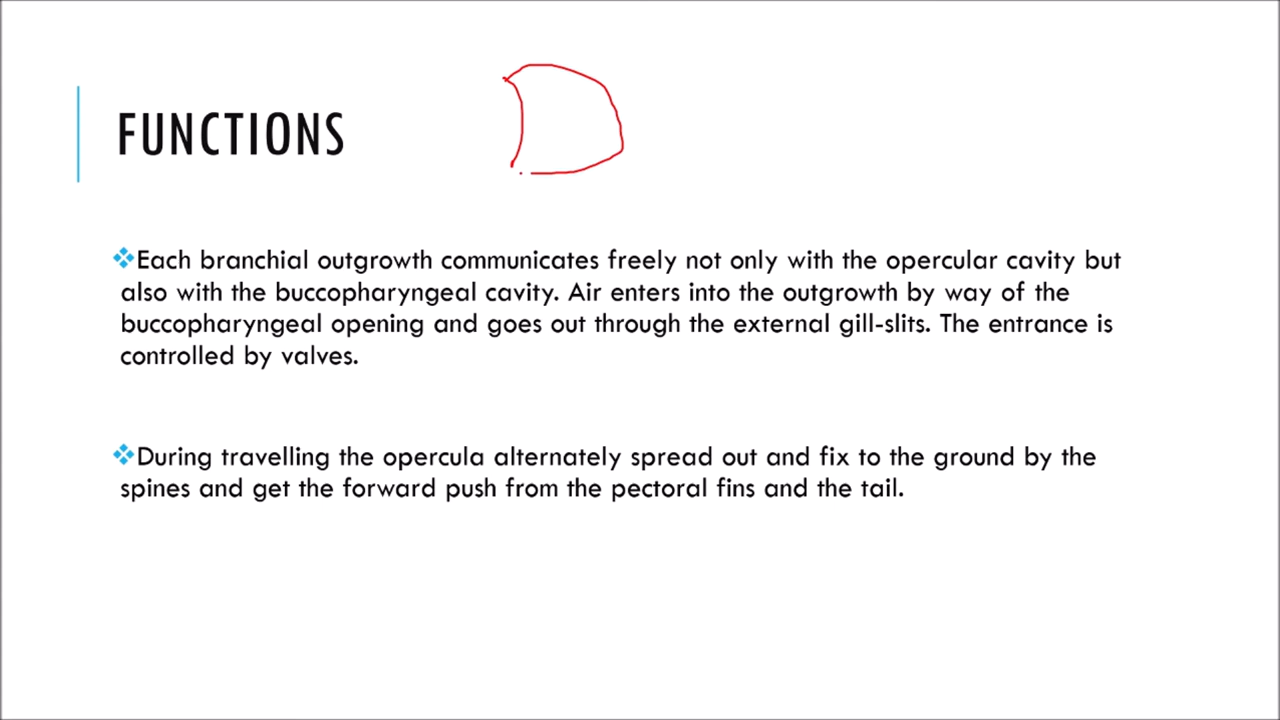 FUNCTIONS
❖Each branchial outgrowth communicates freely not only with the opercular cavity but
also with the buccopharyngeal cavity. Air enters into the outgrowth by way of the
buccopharyngeal opening and goes out through the external gill-slits. The entrance is
controlled by valves.
❖During travelling the opercula alternately spread out and fix to the ground by the
spines and get the forward push from the pectoral fins and the tail.